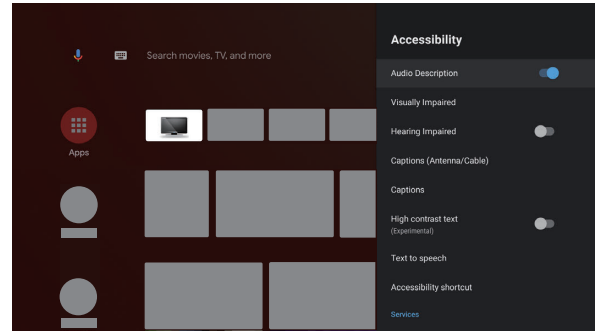 Search movies, TV, and more
Apps
Accessibility
Audio Description
Visually Impaired
Hearing Impaired
Captions (Antenna/Cable)
Captions
High contrast text
(Experimental)
Text to speech
Accessibility shortcut
Services